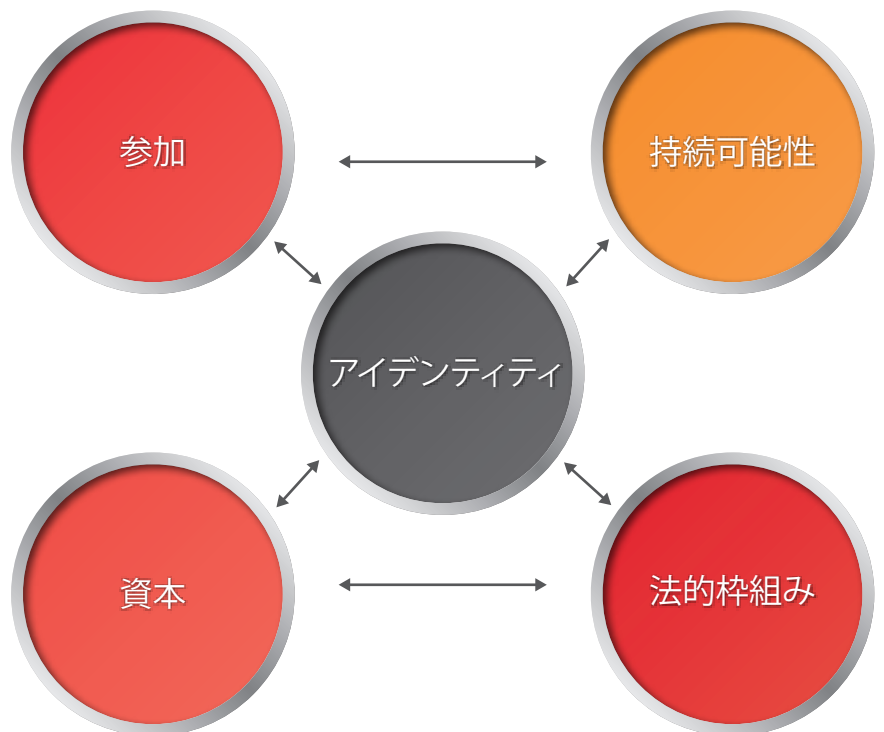 参加
持続可能性
アイデンティティ
資本
法的枠組み